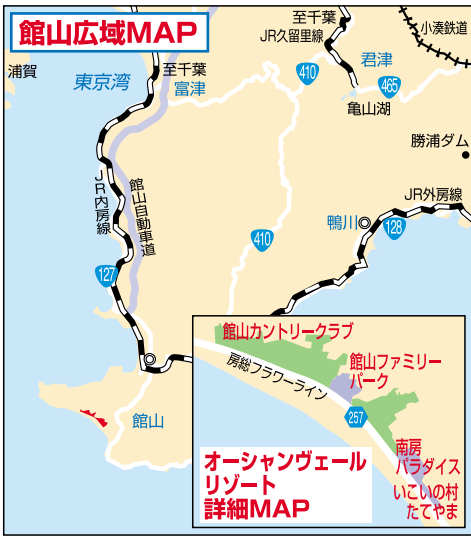 館山広域MAP
至千葉
JR久留里線
小湊鉄道
浦賀
東京湾
至千葉
富津
410
君津
465
亀山湖
勝浦ダム
JR内房線
館山自動車道
JR外房線
鴨川
128
410
127
館山
館山カントリークラブ
房総フラワーライン
館山ファミリー
パーク
257
南房
パラダイス
いこいの村
たてやま
オーシャンヴェール
リゾート
詳細MAP